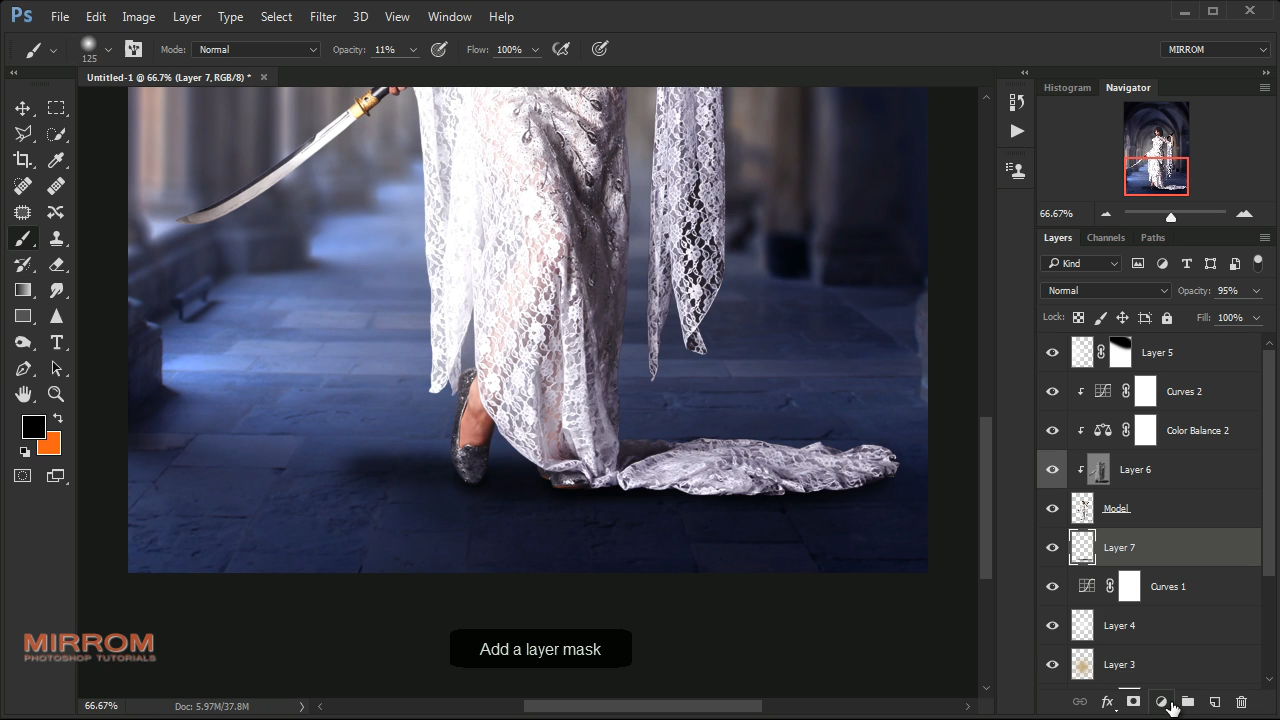 Ps File Edit Image Layer Type Select Filter 3D View Window Help
125 Mode: Normal Opacity: 11% Flow: 100% MIRROM
Untitled-1 @ 66.7% (Layer 7, RGB/8) *
Histogram Navigator
66.67%
Layers Channels Paths
Kind
Normal Opacity: 95%
Lock: Fill: 100%
Layer 5
Curves 2
Color Balance 2
Layer 6
Model
Layer 7
Curves 1
Layer 4
Layer 3
fx
MIRROM
PHOTOSHOP TUTORIALS
Add a layer mask
66.67% Doc: 5.97M/37.8M